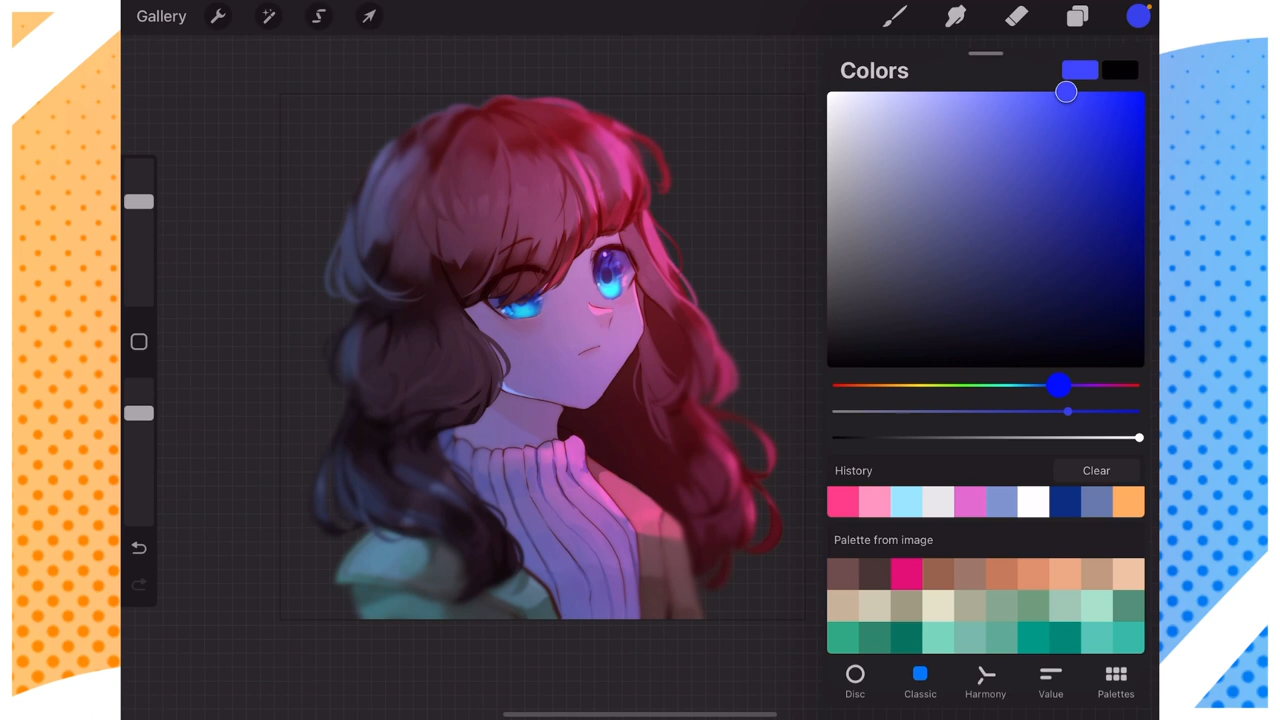 Gallery
Colors
History
Clear
Palette from image
Disc
Classic
Harmony
Value
Palettes